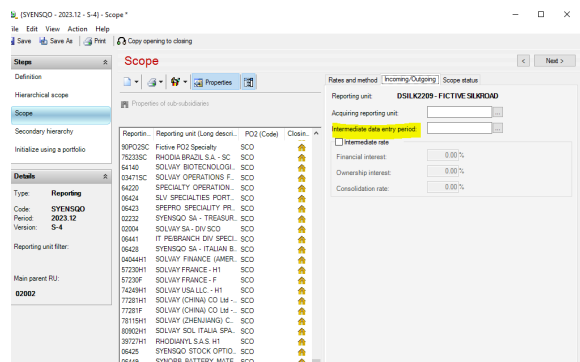 (SYENSQO - 2023.12 - S-4) - Scope *
ile Edit View Action Help
Save Save As Print Copy opening to closing
Steps
Definition
Hierarchical scope
Scope
Secondary hierarchy
Initialize using a portfolio
Details
Type: Reporting
Code: SYENSQO
Period: 2023.12
Version: S-4
Reporting unit filter:
Main parent RU:
02002
Scope
< Next >
Properties
Properties of sub-subsidiaries
Reportin... Reporting unit (Long descri... PO2 (Code) Closin...
90PO2SC Fictive PO2 Specialty SCO
75233SC RHODIA BRAZIL S.A. - SC SCO
64140 SOLVAY BIOTECNOLOGI... SCO
03471SC SOLVAY OPERATIONS F... SCO
64220 SPECIALTY OPERATION... SCO
06424 SLV SPECIALTIES PORT... SCO
06423 SPEPRO SPECIALITY PR... SCO
02232 SYENSQO SA - TREASUR... SCO
02004 SOLVAY SA - DIV SCO SCO
06441 IT PE/BRANCH DIV SPECI... SCO
06428 SYENSQO SA - ITALIAN B... SCO
04044H1 SOLVAY FINANCE (AMER... SCO
57230H1 SOLVAY FRANCE - H1 SCO
57230F SOLVAY FRANCE - F SCO
74249H1 SOLVAY USA LLC. - H1 SCO
77281H1 SOLVAY (CHINA) CO Ltd -... SCO
77281F SOLVAY (CHINA) CO Ltd -... SCO
78115H1 SOLVAY (ZHENJIANG) C... SCO
80902H1 SOLVAY SOL ITALIA SPA... SCO
39727H1 RHODIANYL S.A.S. H1 SCO
06425 SYENSQO STOCK OPTIO... SCO
06449 SYNORR BATTERY MATE SCO
Rates and method Incoming/Outgoing Scope status
Reporting unit: DSILK2209 - FICTIVE SILKROAD
Acquiring reporting unit: ...
Intermediate data entry period: ...
Intermediate rate
Financial interest: 0.00 %
Ownership interest: 0.00 %
Consolidation rate: 0.00 %